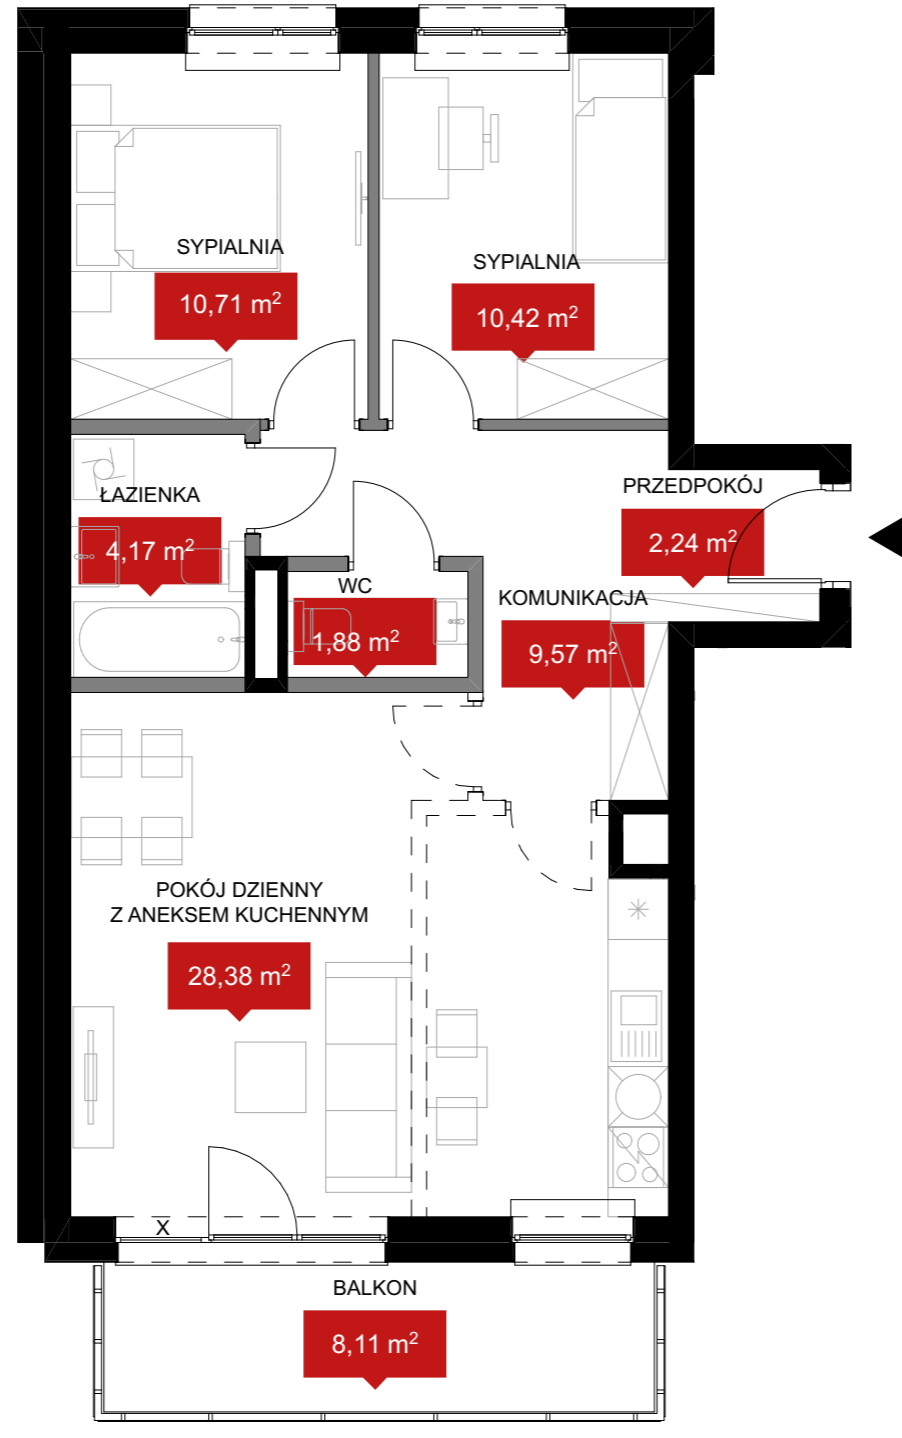 SYPIALNIA
10,71 m²
SYPIALNIA
10,42 m²
ŁAZIENKA
4,17 m²
PRZEDPOKÓJ
2,24 m²
WC
1,88 m²
KOMUNIKACJA
9,57 m²
POKÓJ DZIENNY
Z ANEKSEM KUCHENNYM
28,38 m²
X
BALKON
8,11 m²